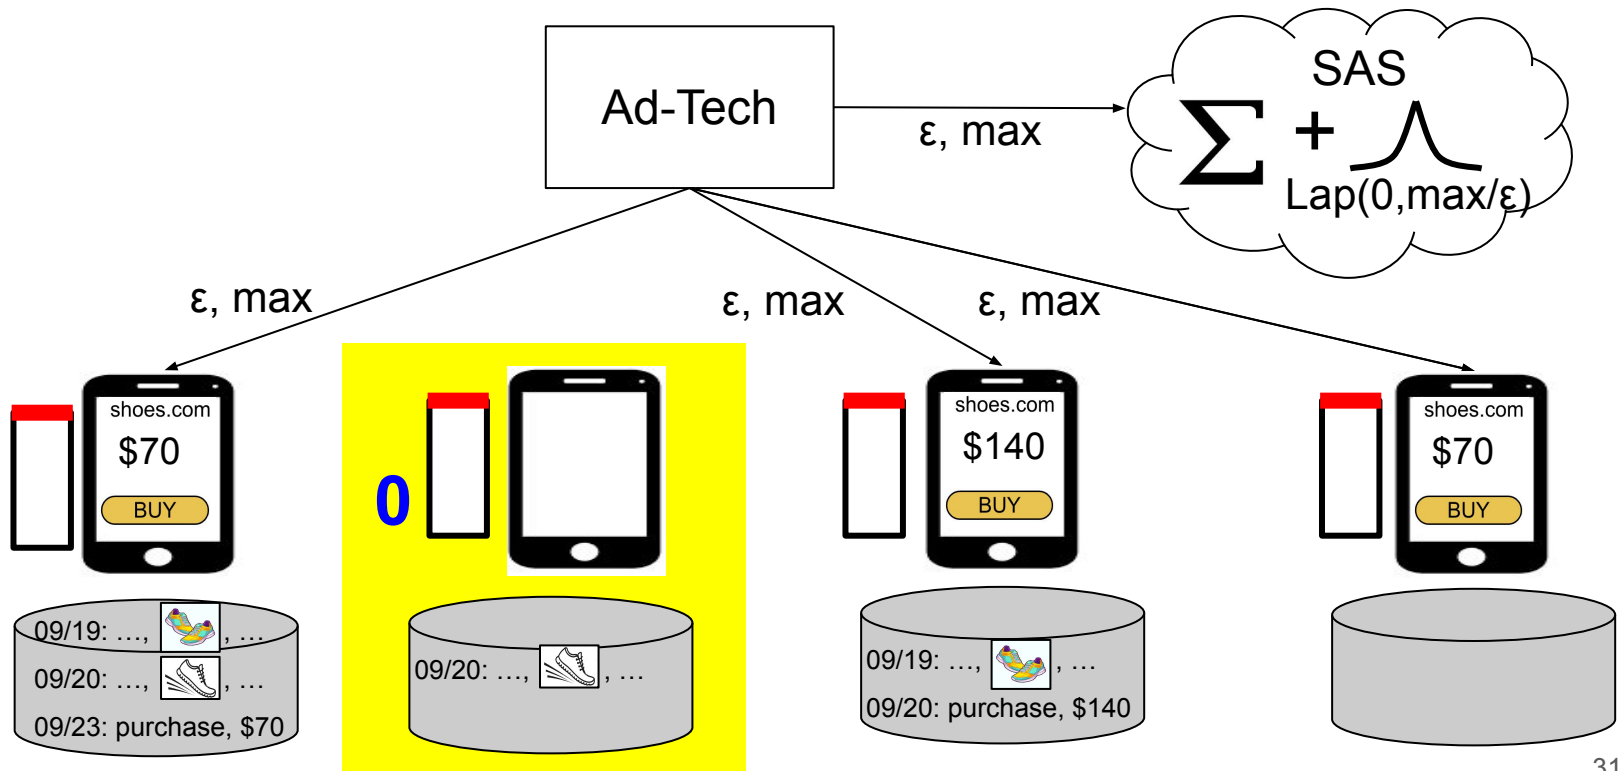 Ad-Tech
SAS
Σ +
Lap(0,max/ε)
ε, max
ε, max
ε, max
ε, max
shoes.com
$70
BUY
0
shoes.com
$140
BUY
shoes.com
$70
BUY
09/19: …, , …
09/20: …, , …
09/23: purchase, $70
09/20: …, , …
09/19: …, , …
09/20: purchase, $140
31